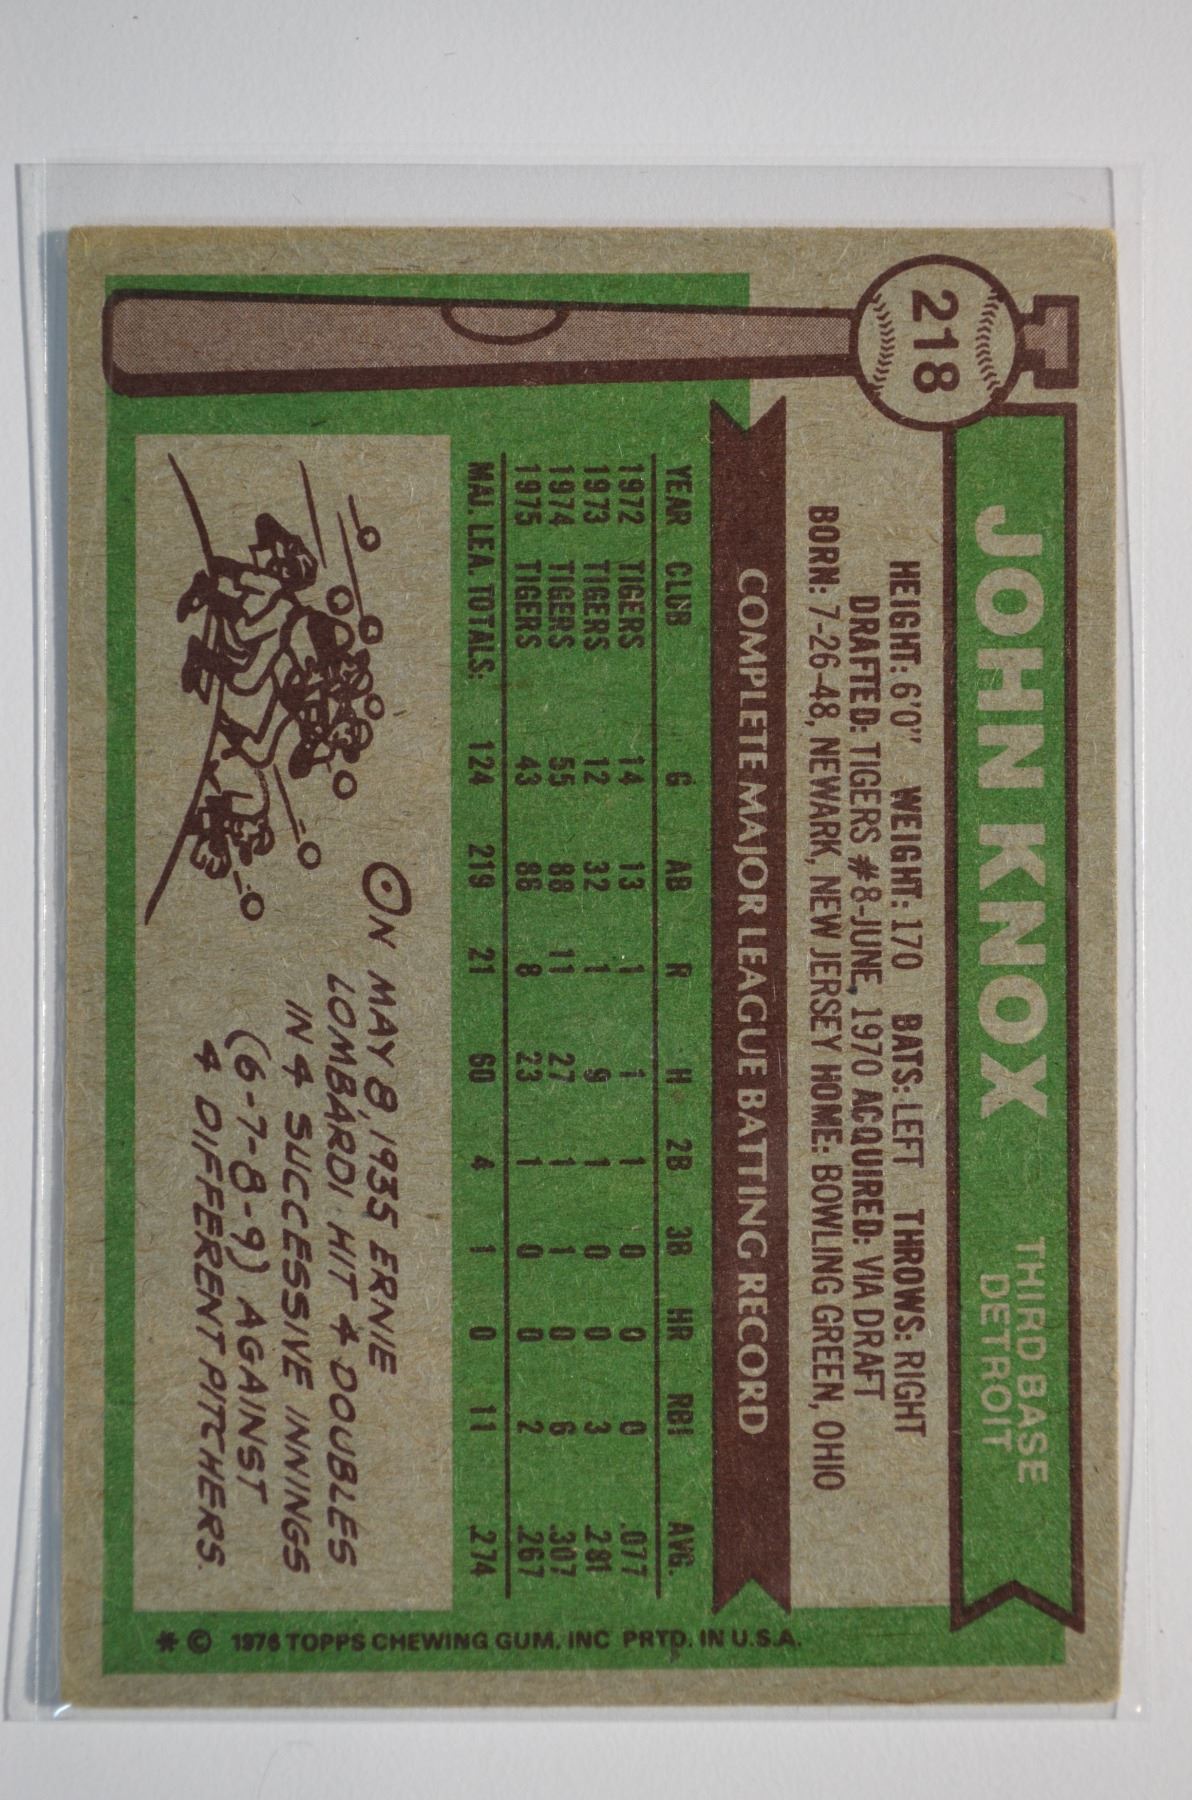 218
JOHN KNOX
THIRD BASE
DETROIT
HEIGHT: 6'0" WEIGHT: 170 BATS: LEFT THROWS: RIGHT
DRAFTED: TIGERS #8-JUNE, 1970 ACQUIRED: VIA DRAFT
BORN: 7-26-48, NEWARK, NEW JERSEY HOME: BOWLING GREEN, OHIO
COMPLETE MAJOR LEAGUE BATTING RECORD
YEAR CLUB G AB R H 2B 3B HR RBI AVG.
1972 TIGERS 14 13 1 1 1 0 0 0 .077
1973 TIGERS 12 32 1 9 1 0 0 3 .281
1974 TIGERS 55 88 11 27 1 1 0 6 .307
1975 TIGERS 43 86 8 23 1 0 0 2 .267
MAJ. LEA. TOTALS: 124 219 21 60 4 1 0 11 .274
ON MAY 8, 1935 ERNIE
LOMBARDI HIT 4 DOUBLES
IN 4 SUCCESSIVE INNINGS
(6-7-8-9) AGAINST
4 DIFFERENT PITCHERS.
* © 1976 TOPPS CHEWING GUM, INC PRTD. IN U.S.A.